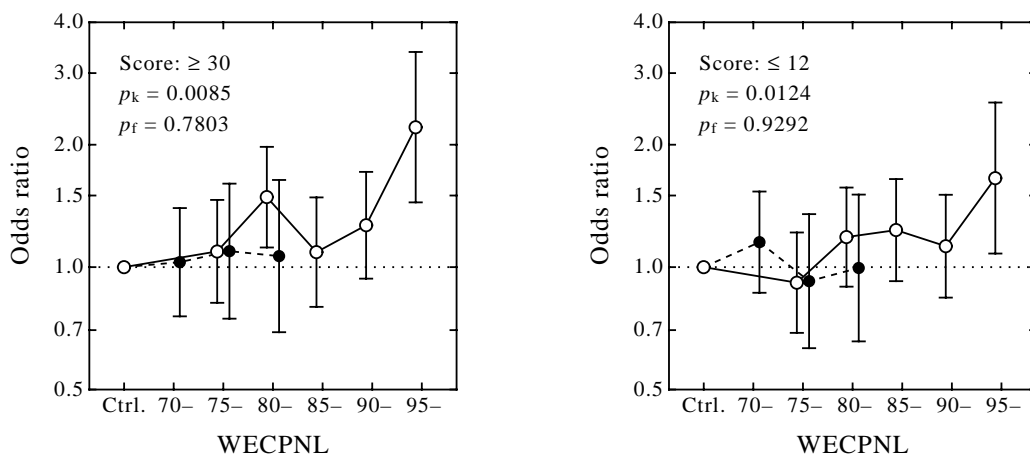 4.0
3.0
2.0
1.5
1.0
0.7
0.5
Odds ratio
Score: ≥ 30
pk = 0.0085
pf = 0.7803
Ctrl. 70– 75– 80– 85– 90– 95–
WECPNL
4.0
3.0
2.0
1.5
1.0
0.7
0.5
Odds ratio
Score: ≤ 12
pk = 0.0124
pf = 0.9292
Ctrl. 70– 75– 80– 85– 90– 95–
WECPNL